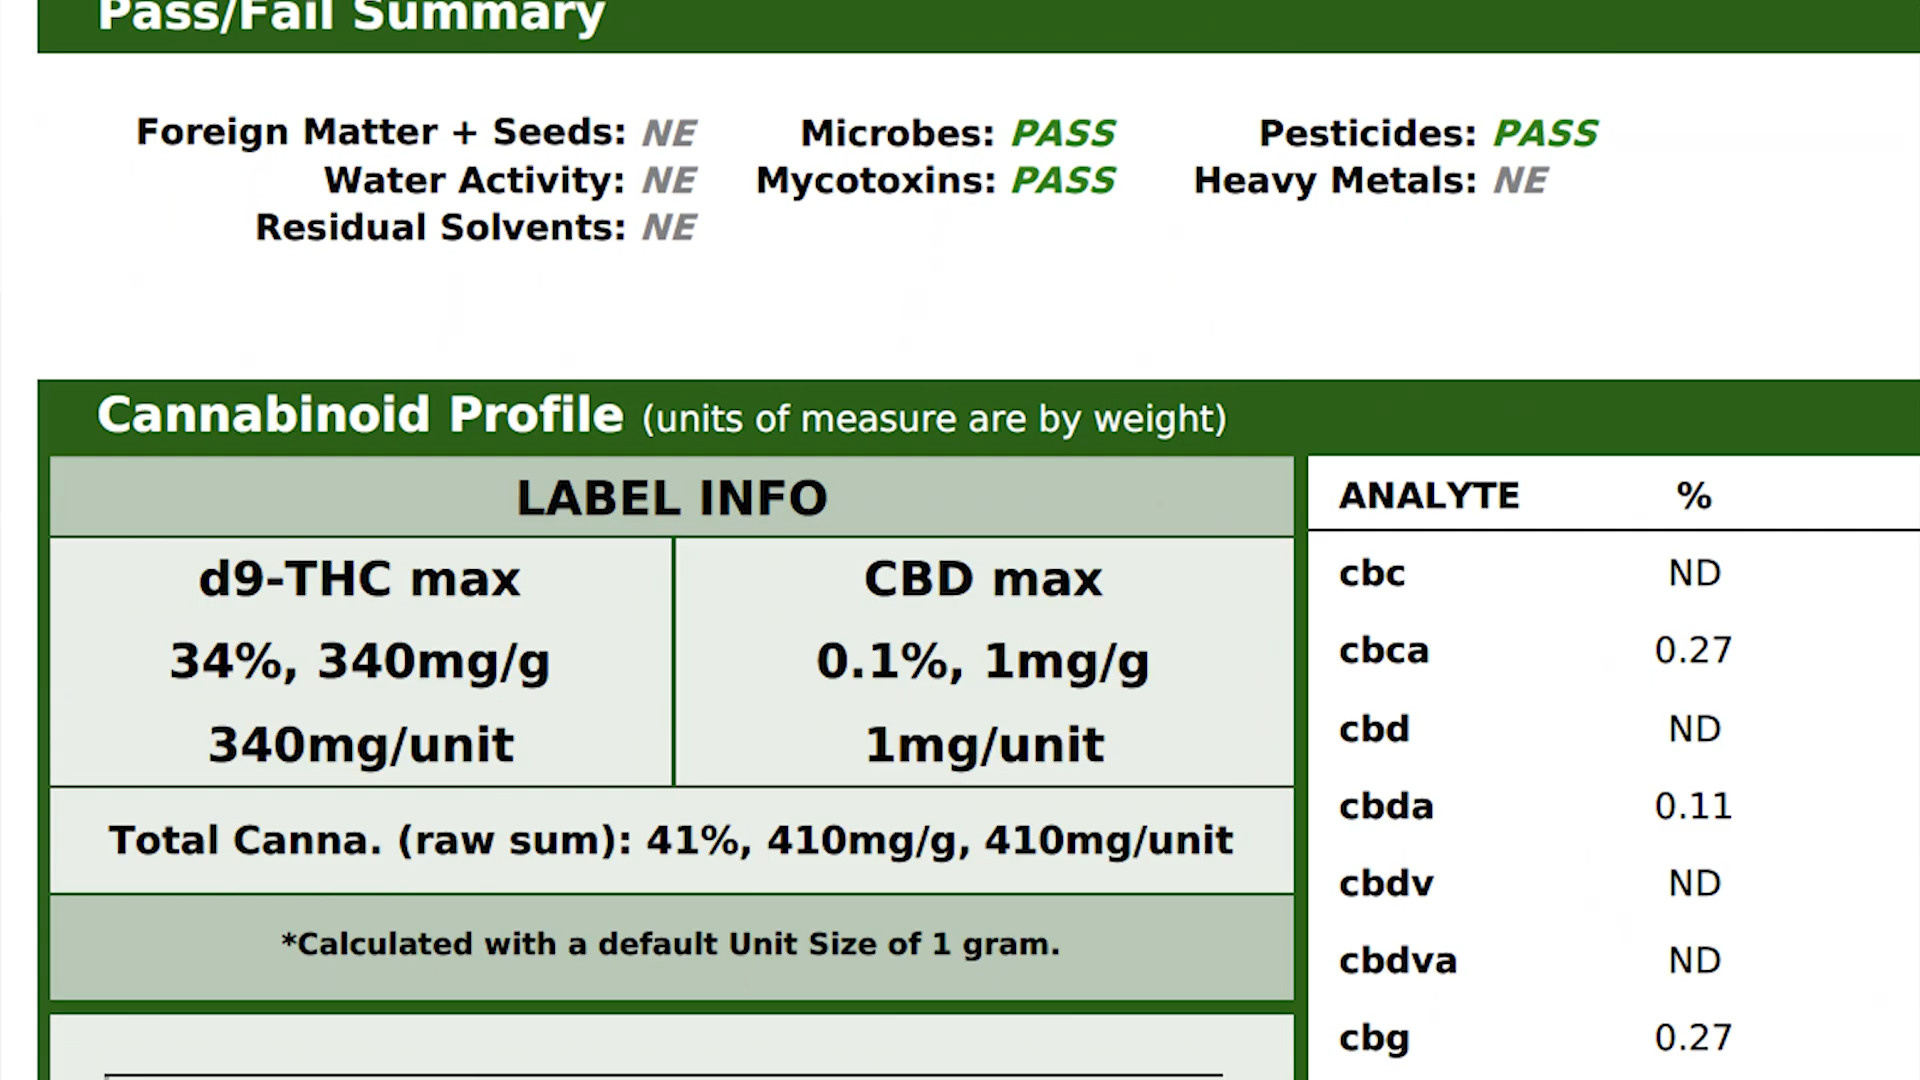 Pass/Fail Summary
Foreign Matter + Seeds: NE
Microbes: PASS
Pesticides: PASS
Water Activity: NE
Mycotoxins: PASS
Heavy Metals: NE
Residual Solvents: NE
Cannabinoid Profile (units of measure are by weight)
LABEL INFO
d9-THC max
34%, 340mg/g
340mg/unit
CBD max
0.1%, 1mg/g
1mg/unit
Total Canna. (raw sum): 41%, 410mg/g, 410mg/unit
*Calculated with a default Unit Size of 1 gram.
ANALYTE %
cbc ND
cbca 0.27
cbd ND
cbda 0.11
cbdv ND
cbdva ND
cbg 0.27